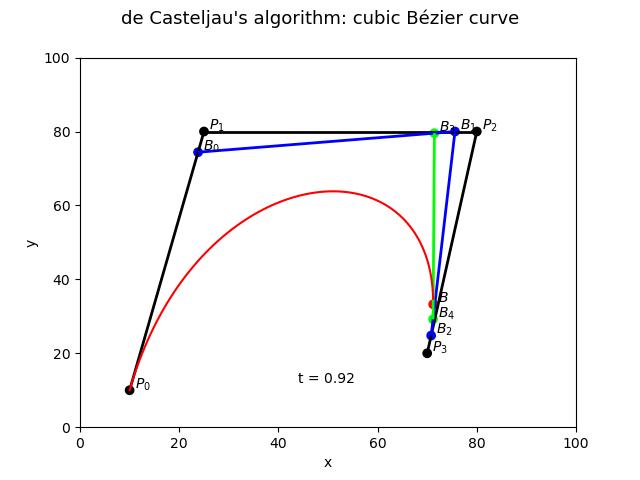 de Casteljau's algorithm: cubic Bézier curve
100
80
60
40
20
0
y
P₁
P₂
B₀
B₃
B₁
B
B₄
B₂
P₃
P₀
t = 0.92
0
20
40
60
80
100
x